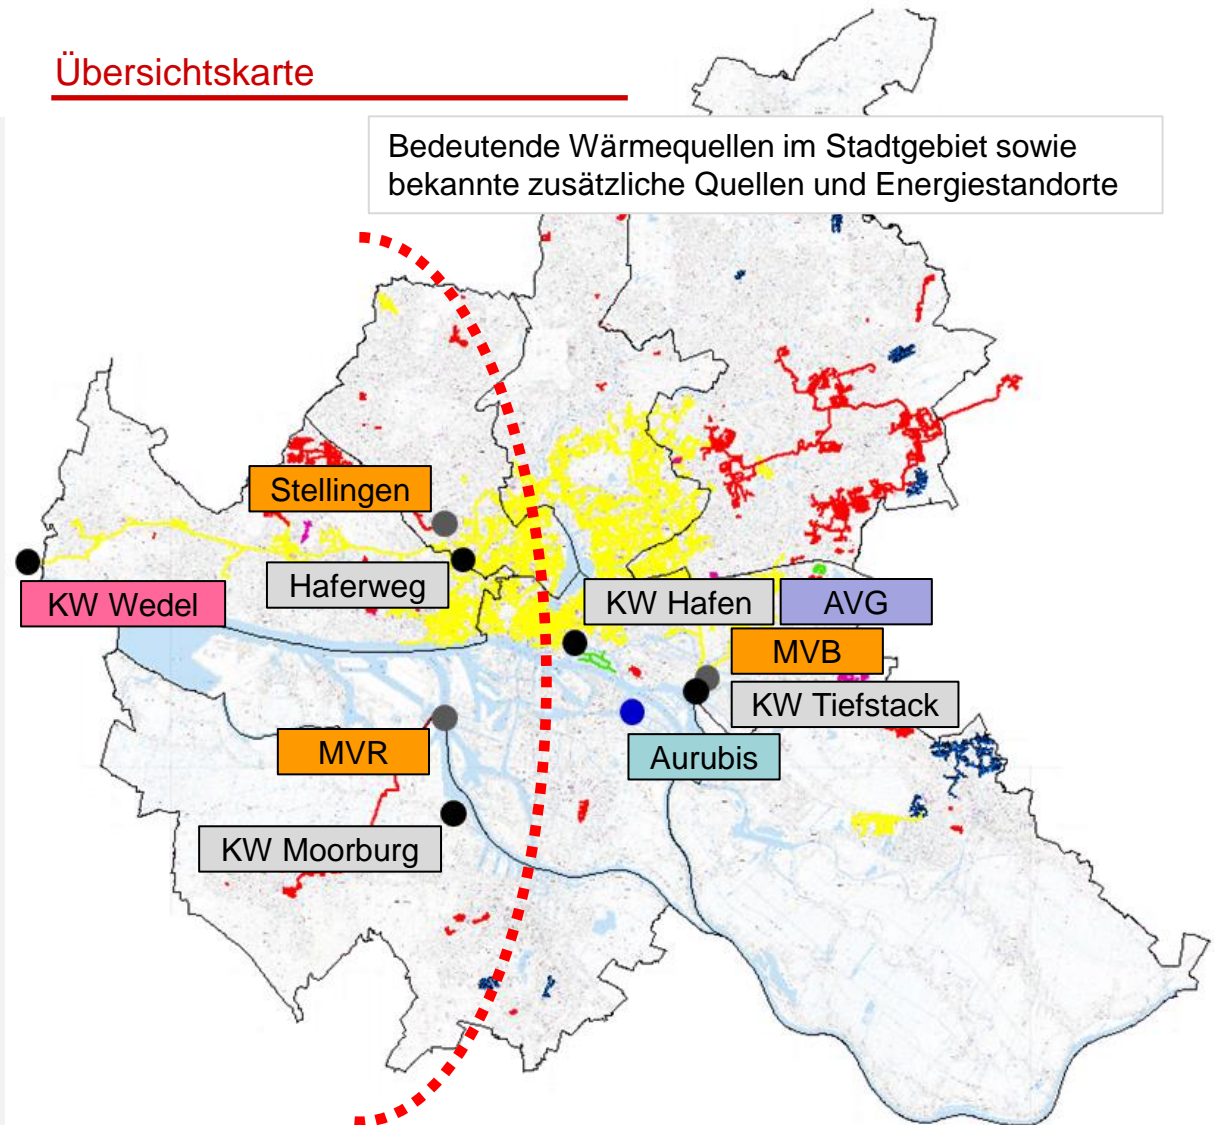 Übersichtskarte
Bedeutende Wärmequellen im Stadtgebiet sowie
bekannte zusätzliche Quellen und Energiestandorte
Stellingen
Haferweg
KW Wedel
KW Hafen
AVG
MVB
KW Tiefstack
MVR
Aurubis
KW Moorburg